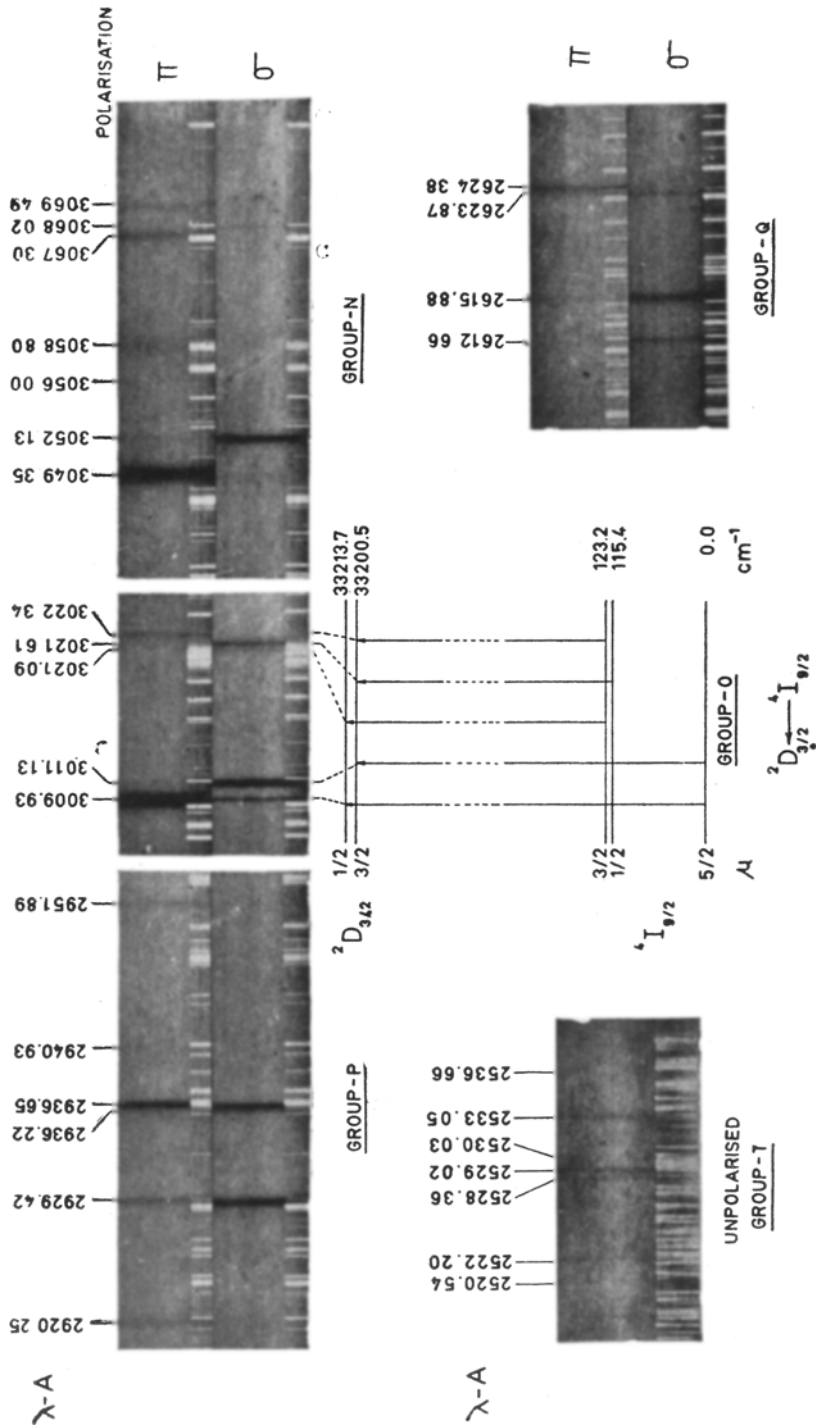 POLARISATION
π
σ
3069 49
3068 02
3067 30
3058 80
3056 00
3052 13
3049 35
GROUP-N
3022 34
3021 61
3021.09
3011.13
3009.93
2951.89
2940.93
2936.65
2936.22
2929.42
2920 25
λ-A
GROUP-P
π
σ
2624 38
2623.87
2615.88
2612 66
GROUP-Q
33213.7
33200.5
123.2
115.4
0.0
cm⁻¹
1/2
3/2
3/2
1/2
5/2
μ
²D3/2
⁴I9/2
GROUP-O
²D3/2 ← ⁴I9/2
2536.66
2533.05
2530.03
2529.02
2528.36
2522.20
2520.54
λ-A
UNPOLARISED
GROUP-T